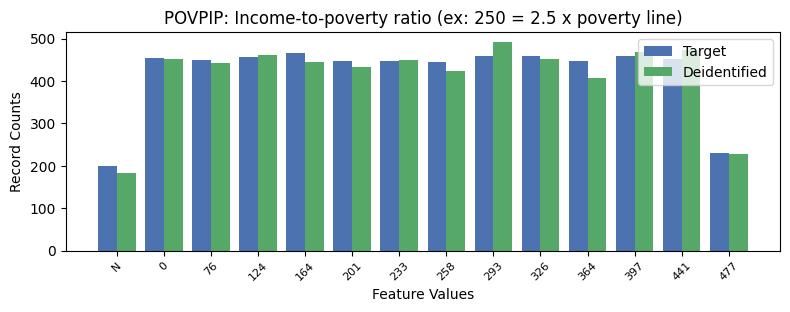 POVPIP: Income-to-poverty ratio (ex: 250 = 2.5 x poverty line)
Target
Deidentified
Record Counts
500
400
300
200
100
0
N 0 76 124 164 201 233 258 293 326 364 397 441 477
Feature Values